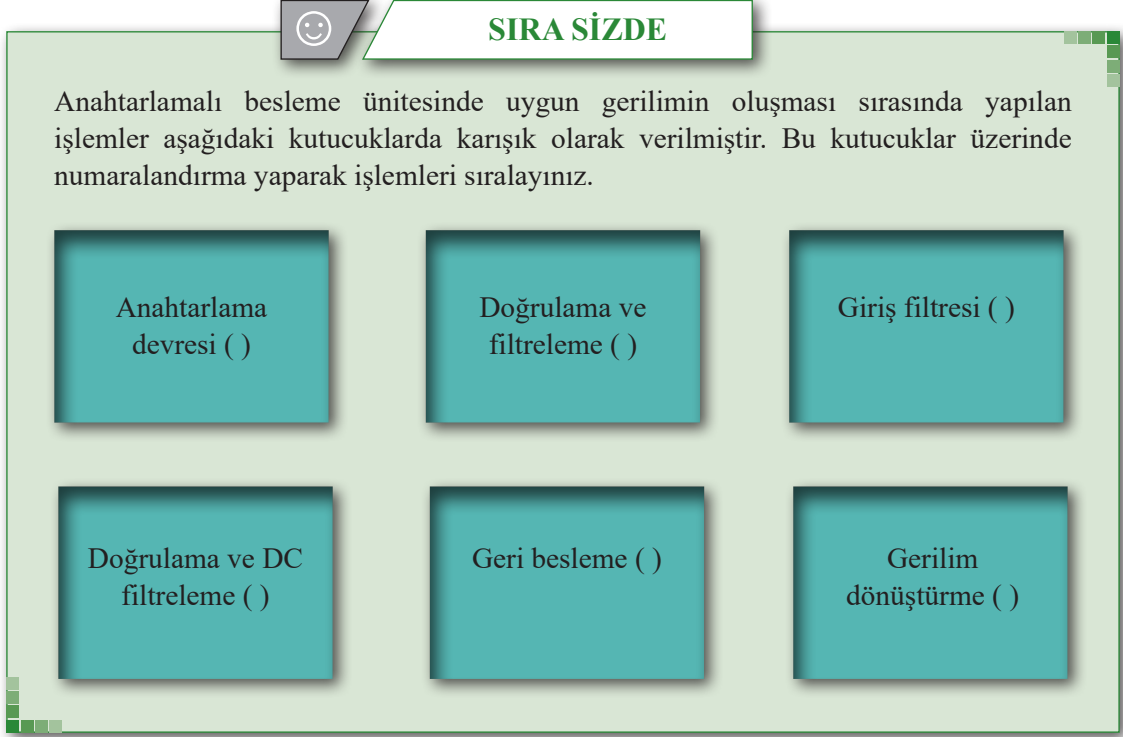 SIRA SİZDE
Anahtarlamalı besleme ünitesinde uygun gerilimin oluşması sırasında yapılan
işlemler aşağıdaki kutucuklarda karışık olarak verilmiştir. Bu kutucuklar üzerinde
numaralandırma yaparak işlemleri sıralayınız.
Anahtarlama
devresi ( )
Doğrulama ve
filtreleme ( )
Giriş filtresi ( )
Doğrulama ve DC
filtreleme ( )
Geri besleme ( )
Gerilim
dönüştürme ( )